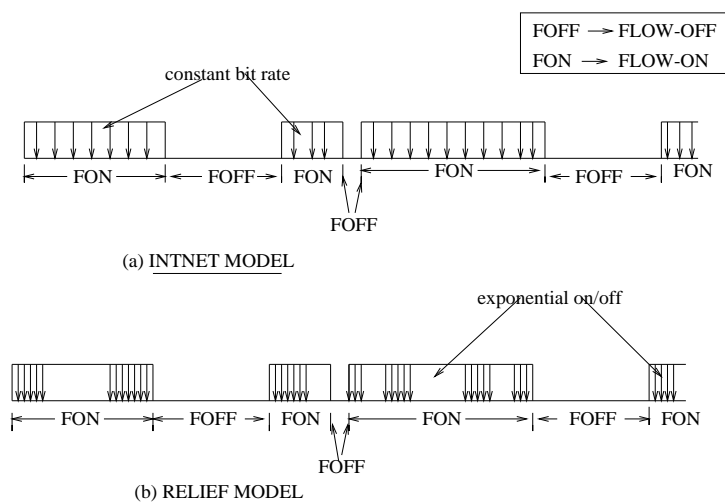 FOFF → FLOW-OFF
FON → FLOW-ON
constant bit rate
FON FOFF FON FON FOFF FON
FOFF
(a) INTNET MODEL
exponential on/off
FON FOFF FON FON FOFF FON
FOFF
(b) RELIEF MODEL